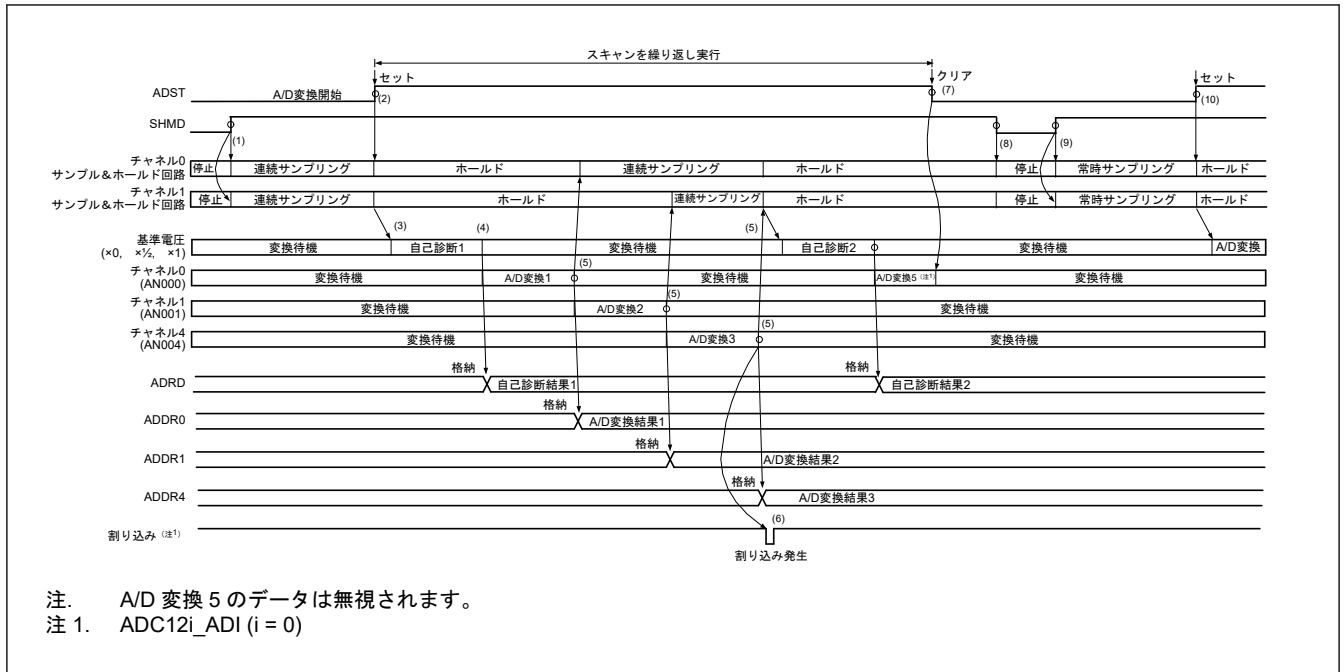 スキャンを繰り返し実行
ADST
A/D変換開始
セット
(2)
クリア
(7)
セット
(10)
SHMD
(1)
(8)
(9)
チャネル0
サンプル&ホールド回路
停止
連続サンプリング
ホールド
連続サンプリング
ホールド
停止
常時サンプリング
ホールド
チャネル1
サンプル&ホールド回路
停止
連続サンプリング
ホールド
連続サンプリング
ホールド
停止
常時サンプリング
ホールド
(3)
(4)
(5)
基準電圧
(×0, ×½, ×1)
変換待機
自己診断1
変換待機
自己診断2
変換待機
A/D変換
チャネル0
(AN000)
変換待機
A/D変換1
(5)
変換待機
A/D変換5 (注1)
変換待機
チャネル1
(AN001)
変換待機
A/D変換2
(5)
変換待機
チャネル4
(AN004)
変換待機
A/D変換3
(5)
変換待機
ADRD
格納
自己診断結果1
格納
自己診断結果2
ADDR0
格納
A/D変換結果1
ADDR1
格納
A/D変換結果2
ADDR4
格納
A/D変換結果3
割り込み (注1)
(6)
割り込み発生
注. A/D 変換 5 のデータは無視されます。
注 1. ADC12i_ADI (i = 0)